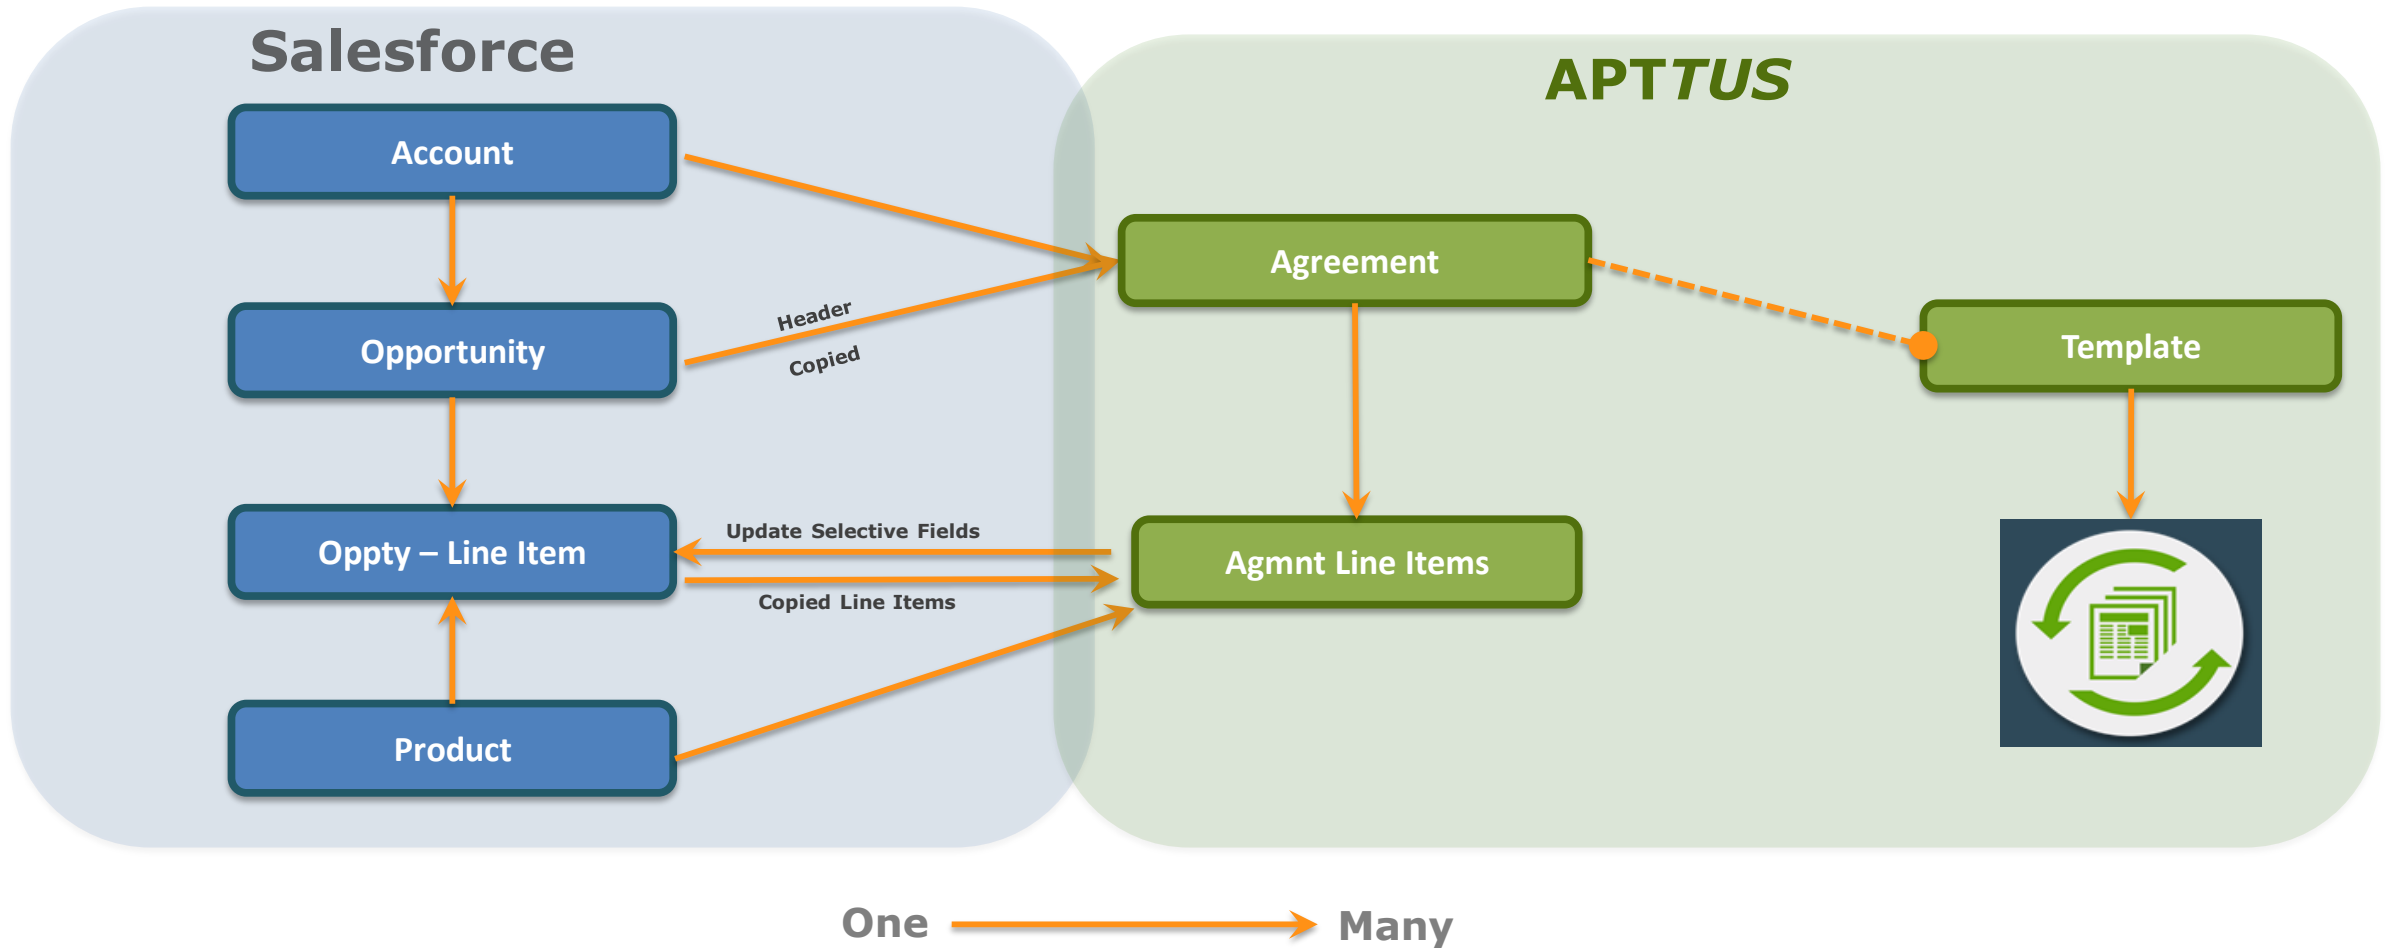 Salesforce
APTTUS
Account
Agreement
Header
Opportunity
Copied
Template
Update Selective Fields
Oppty – Line Item
Agmnt Line Items
Copied Line Items
Product
One
Many